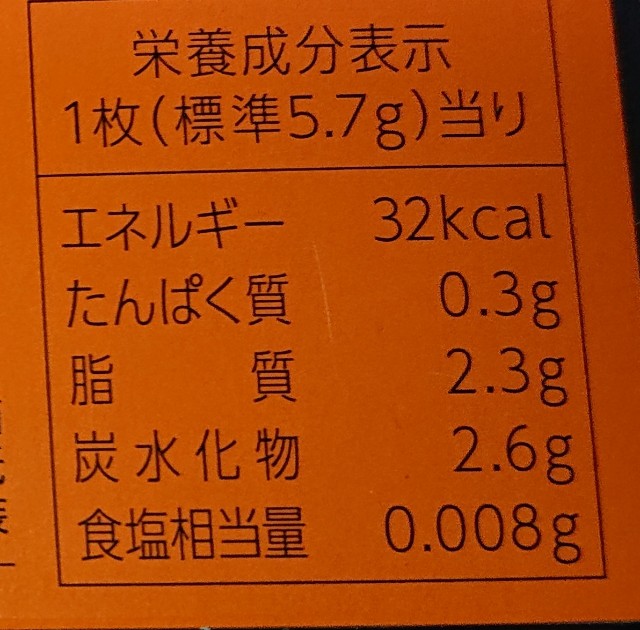 栄養成分表示
1枚(標準5.7g)当り
エネルギー 32kcal
たんぱく質 0.3g
脂質 2.3g
炭水化物 2.6g
食塩相当量 0.008g